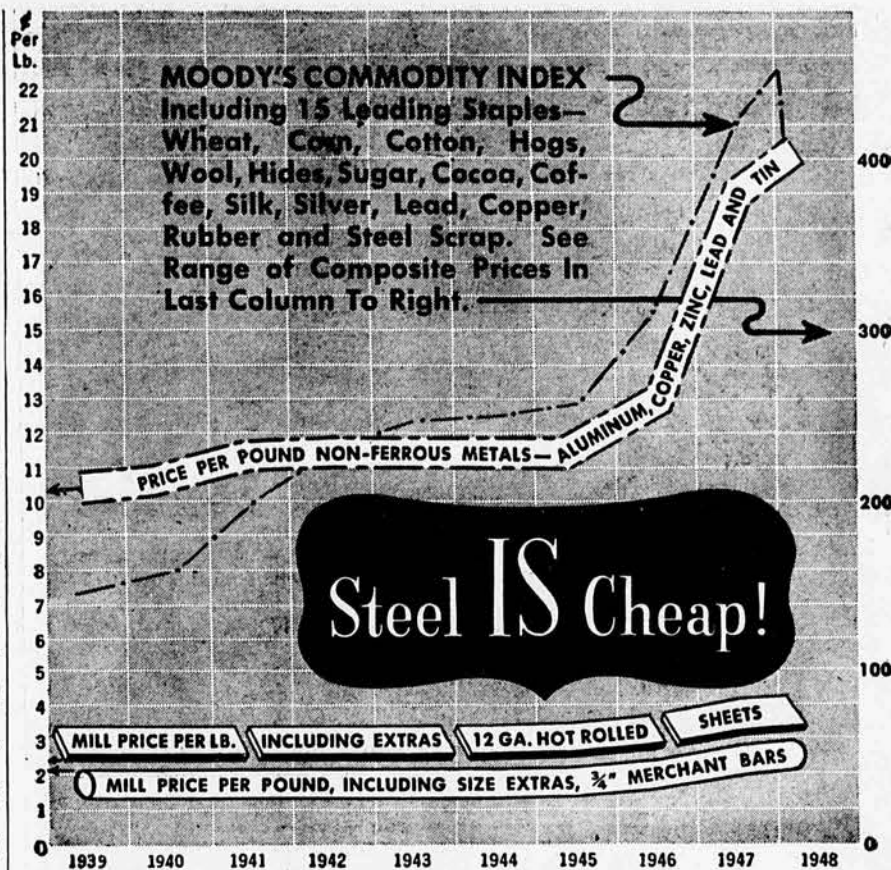 ¢
Per
Lb.
22
21
20
19
18
17
16
15
14
13
12
11
10
9
8
7
6
5
4
3
2
1
0
MOODY'S COMMODITY INDEX
Including 15 Leading Staples—
Wheat, Corn, Cotton, Hogs,
Wool, Hides, Sugar, Cocoa, Cof-
fee, Silk, Silver, Lead, Copper,
Rubber and Steel Scrap. See
Range of Composite Prices In
Last Column To Right.
400
300
200
100
0
PRICE PER POUND NON-FERROUS METALS—ALUMINUM, COPPER, ZINC, LEAD AND TIN
Steel IS Cheap!
MILL PRICE PER LB. INCLUDING EXTRAS 12 GA. HOT ROLLED SHEETS
MILL PRICE PER POUND, INCLUDING SIZE EXTRAS, ¾" MERCHANT BARS
1939 1940 1941 1942 1943 1944 1945 1946 1947 1948